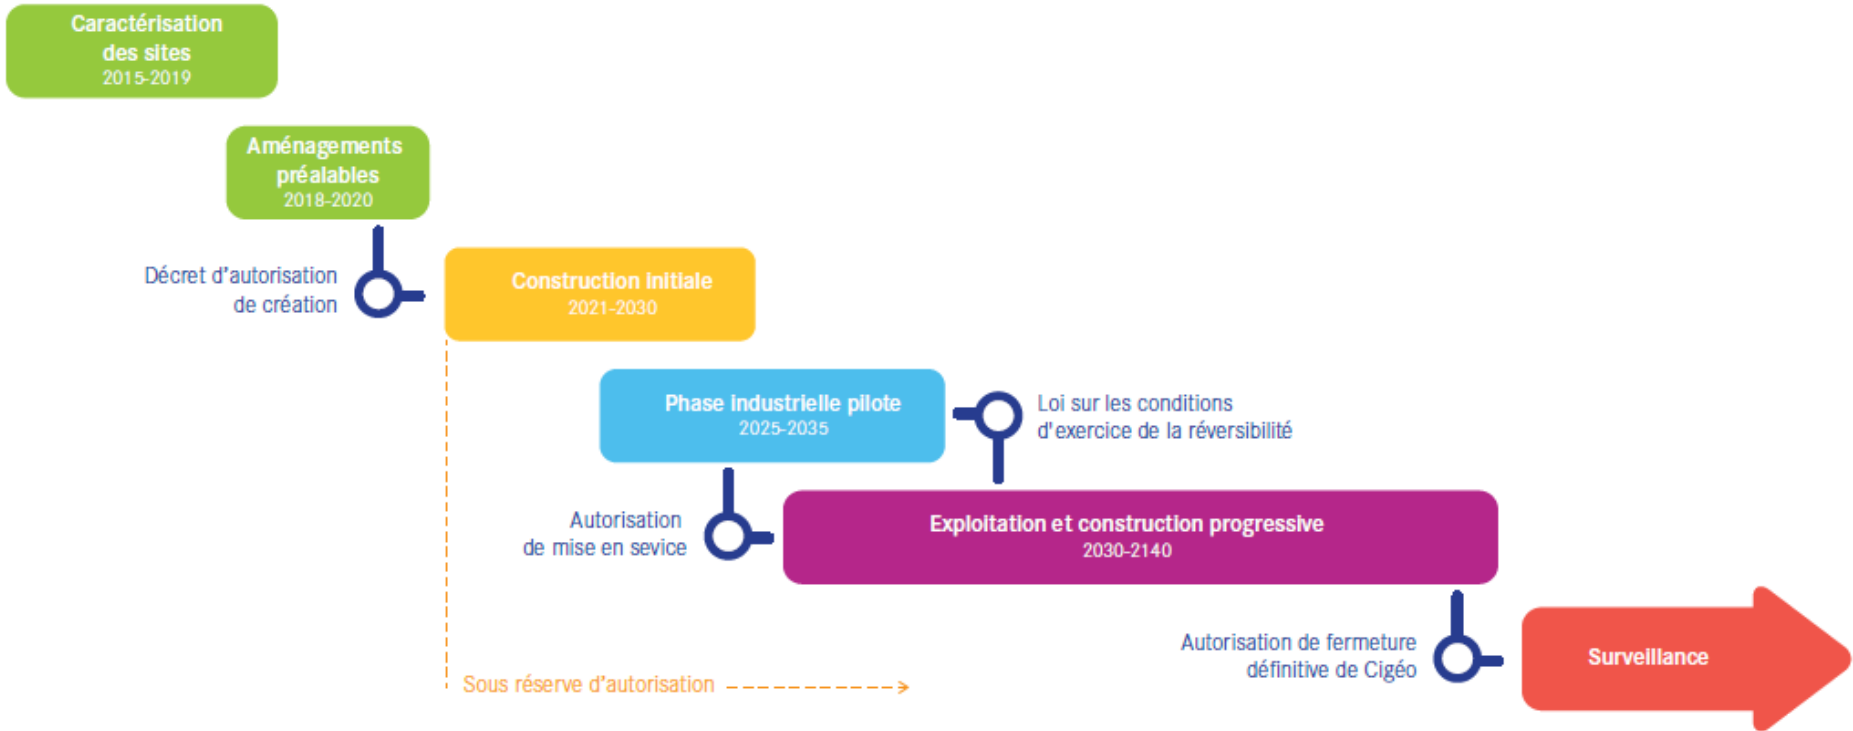 Caractérisation
des sites
2015-2019
Aménagements
préalables
2018-2020
Décret d'autorisation
de création
Construction initiale
2021-2030
Phase industrielle pilote
2025-2035
Loi sur les conditions
d'exercice de la réversibilité
Autorisation
de mise en sevice
Exploitation et construction progressive
2030-2140
Autorisation de fermeture
définitive de Cigéo
Surveillance
Sous réserve d'autorisation